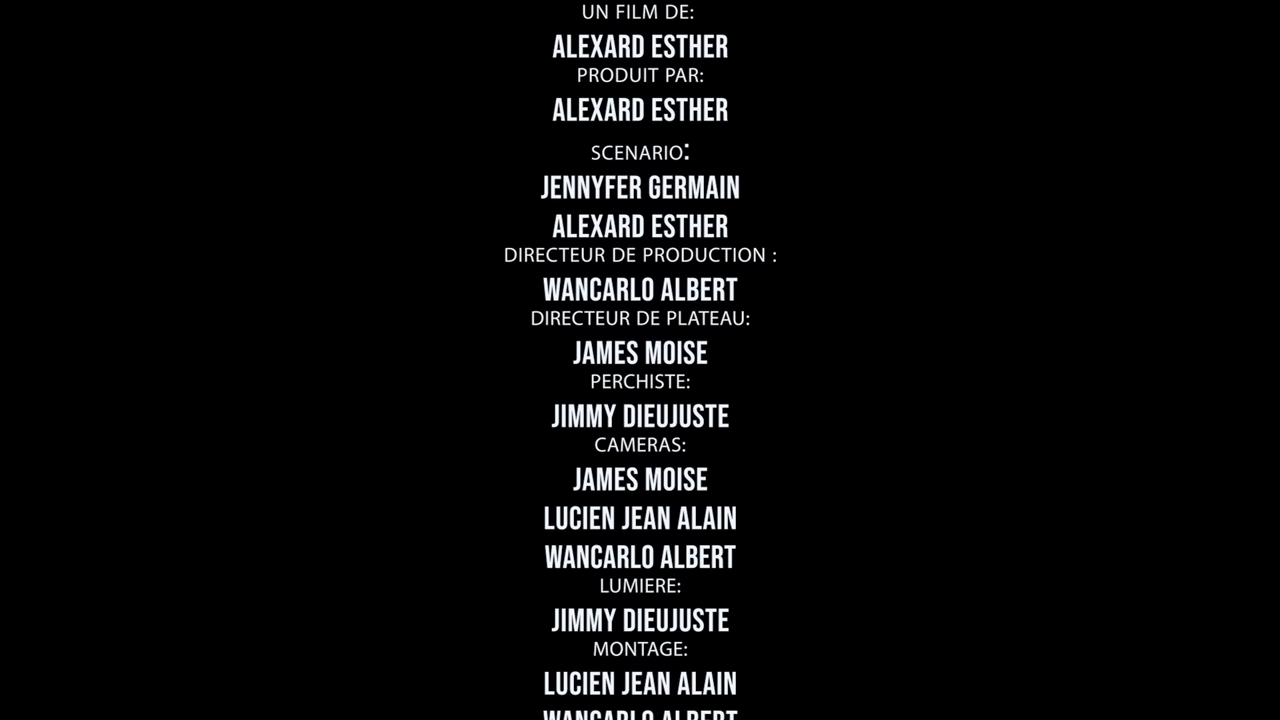 UN FILM DE:
ALEXARD ESTHER
PRODUIT PAR:
ALEXARD ESTHER
SCENARIO:
JENNYFER GERMAIN
ALEXARD ESTHER
DIRECTEUR DE PRODUCTION :
WANCARLO ALBERT
DIRECTEUR DE PLATEAU:
JAMES MOISE
PERCHISTE:
JIMMY DIEUJUSTE
CAMERAS:
JAMES MOISE
LUCIEN JEAN ALAIN
WANCARLO ALBERT
LUMIERE:
JIMMY DIEUJUSTE
MONTAGE:
LUCIEN JEAN ALAIN
WANCARLO ALBERT